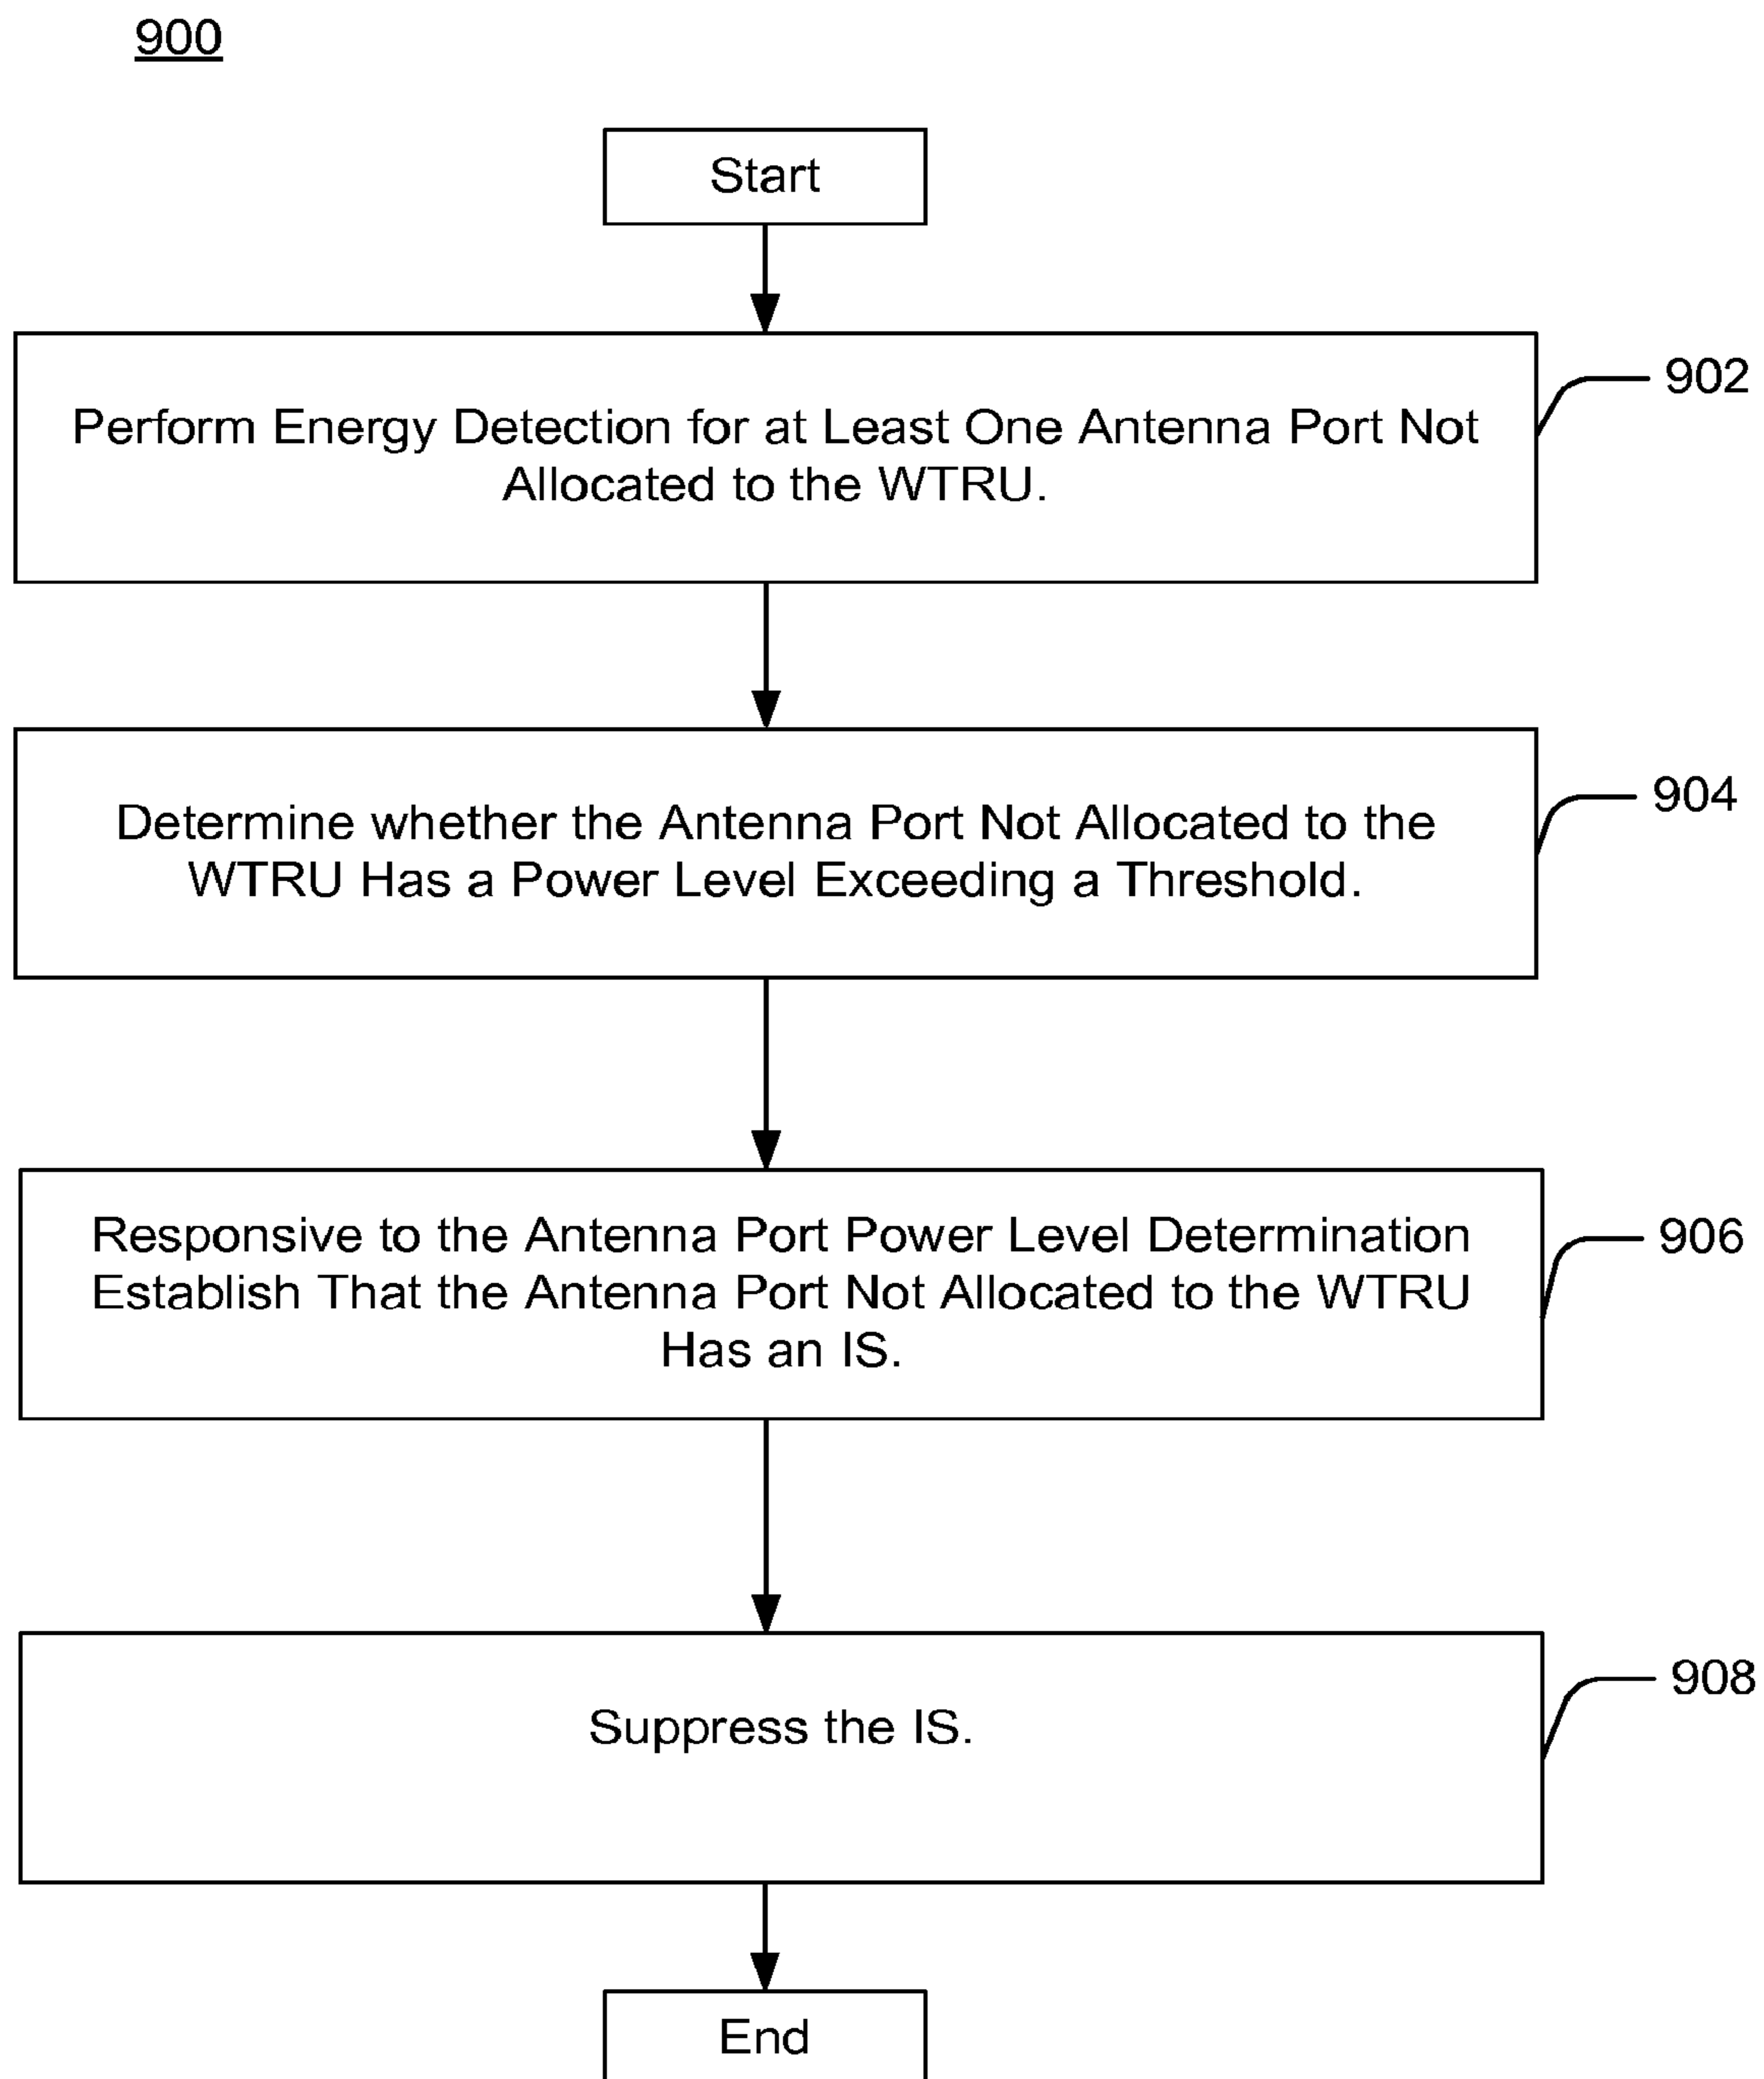 900
Start
Perform Energy Detection for at Least One Antenna Port Not
Allocated to the WTRU.
902
Determine whether the Antenna Port Not Allocated to the
WTRU Has a Power Level Exceeding a Threshold.
904
Responsive to the Antenna Port Power Level Determination
Establish That the Antenna Port Not Allocated to the WTRU
Has an IS.
906
Suppress the IS.
908
End